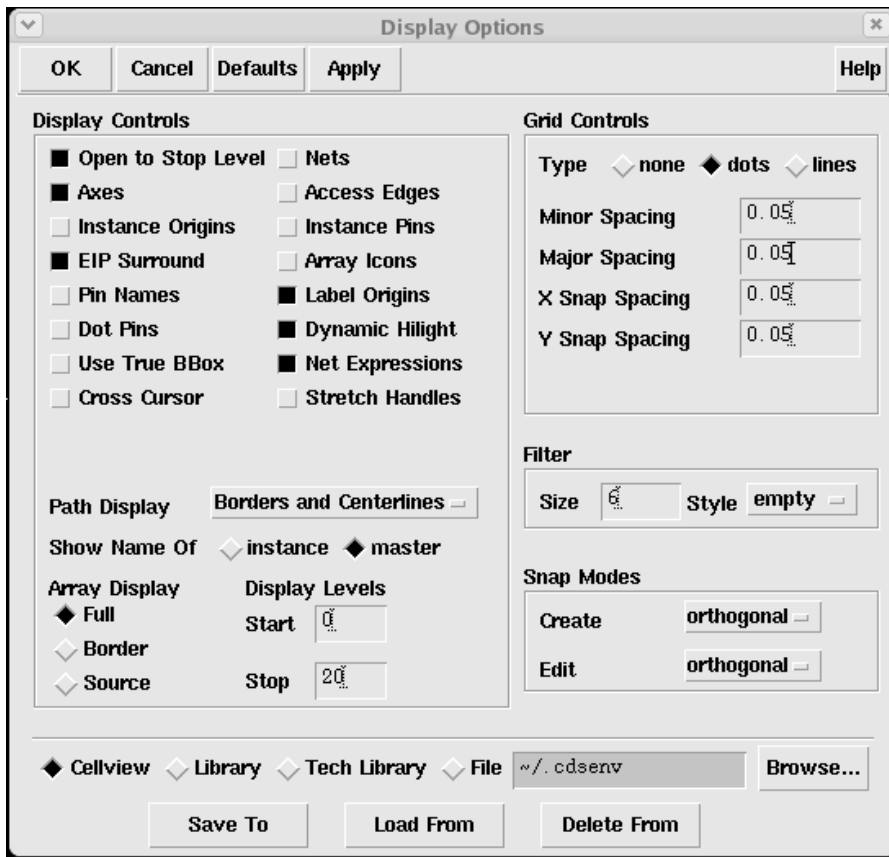 Display Options
OK Cancel Defaults Apply Help
Display Controls
Open to Stop Level Nets
Axes Access Edges
Instance Origins Instance Pins
EIP Surround Array Icons
Pin Names Label Origins
Dot Pins Dynamic Hilight
Use True BBox Net Expressions
Cross Cursor Stretch Handles
Path Display Borders and Centerlines
Show Name Of instance master
Array Display Display Levels
Full
Start 0
Border
Source
Stop 20
Grid Controls
Type none dots lines
Minor Spacing 0.05
Major Spacing 0.05
X Snap Spacing 0.05
Y Snap Spacing 0.05
Filter
Size 6 Style empty
Snap Modes
Create orthogonal
Edit orthogonal
Cellview Library Tech Library File ~/.cdsenv Browse...
Save To Load From Delete From